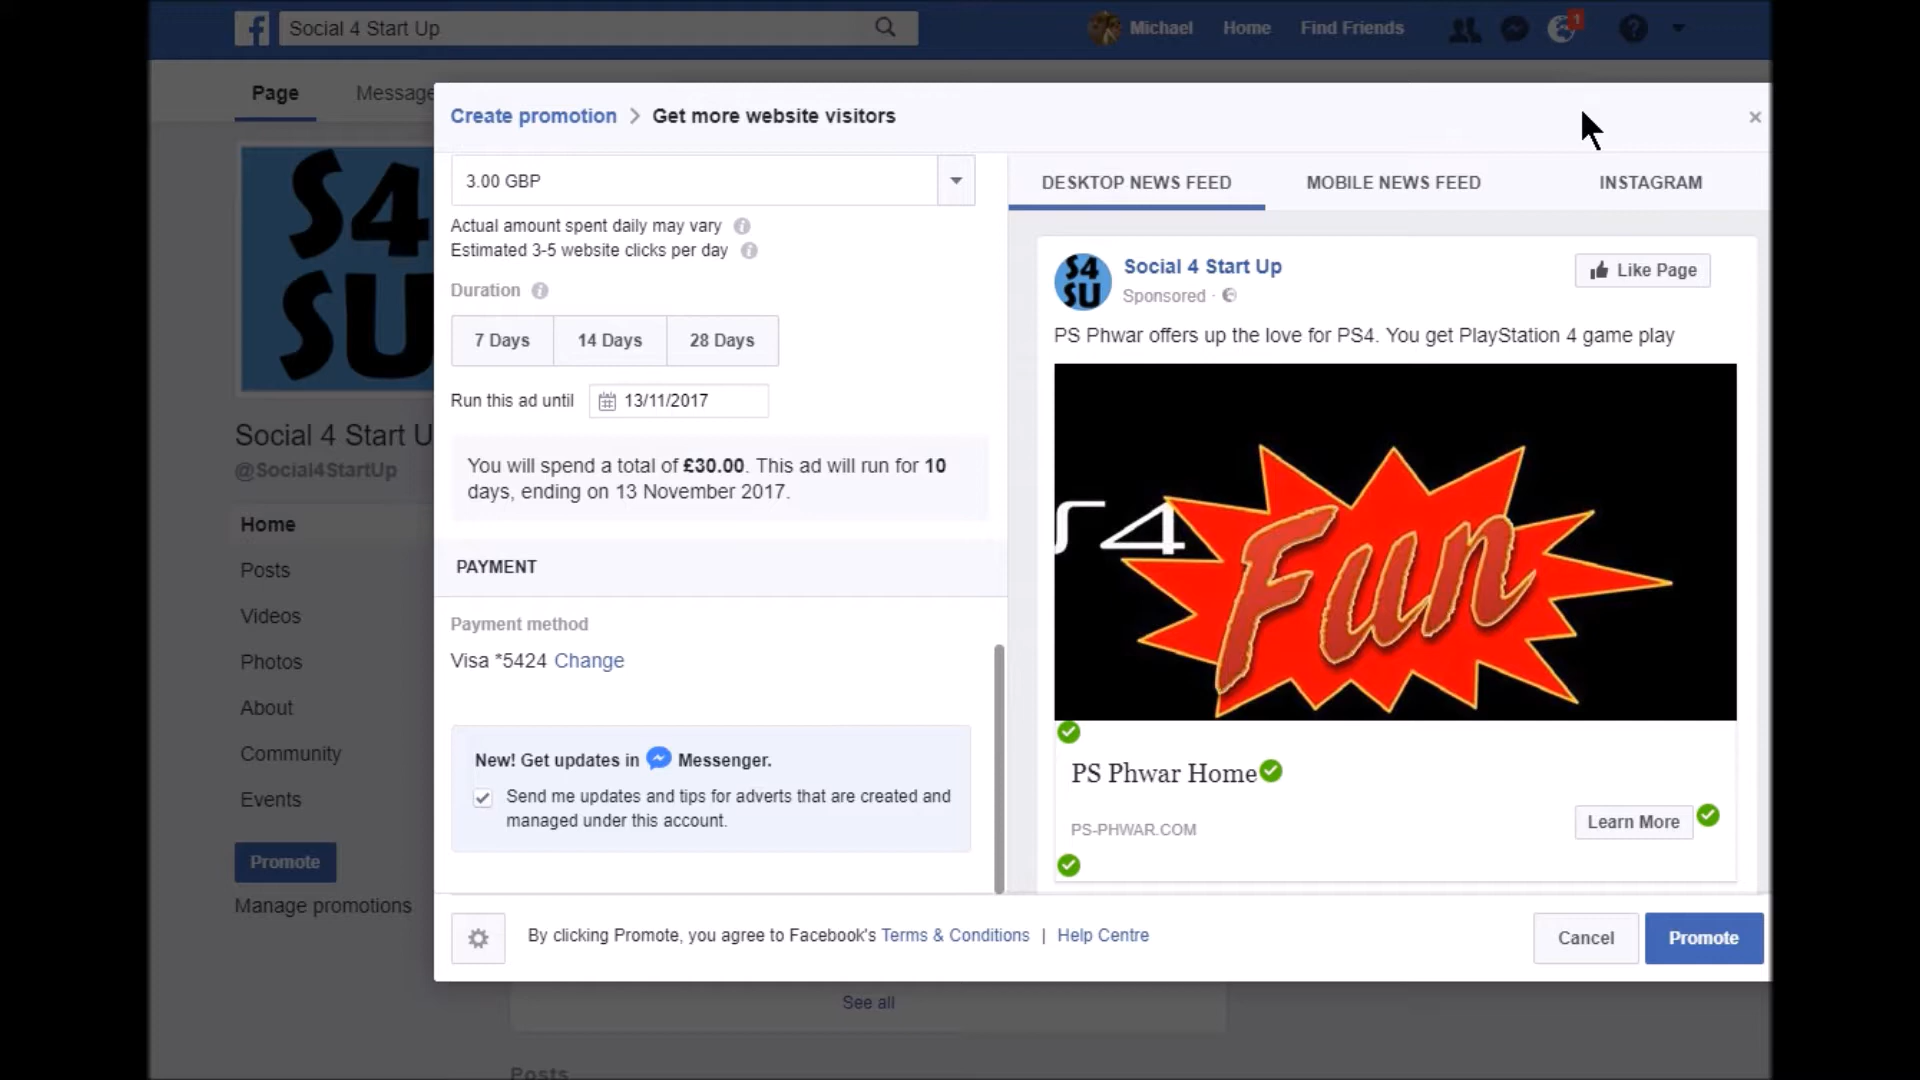 Social 4 Start Up
Michael
Home
Find Friends
1
Page
Message
Create promotion > Get more website visitors
3.00 GBP
Actual amount spent daily may vary
Estimated 3-5 website clicks per day
Duration
7 Days
14 Days
28 Days
Run this ad until
13/11/2017
You will spend a total of £30.00. This ad will run for 10
days, ending on 13 November 2017.
PAYMENT
Payment method
Visa *5424 Change
New! Get updates in Messenger.
Send me updates and tips for adverts that are created and
managed under this account.
By clicking Promote, you agree to Facebook's Terms & Conditions | Help Centre
Cancel
Promote
DESKTOP NEWS FEED
MOBILE NEWS FEED
INSTAGRAM
S4
SU
Social 4 Start Up
Sponsored ·
Like Page
PS Phwar offers up the love for PS4. You get PlayStation 4 game play
S4
Fun
PS Phwar Home
PS-PHWAR.COM
Learn More
S4
SU
Social 4 Start U
@Social4StartUp
Home
Posts
Videos
Photos
About
Community
Events
Promote
Manage promotions
See all
Posts